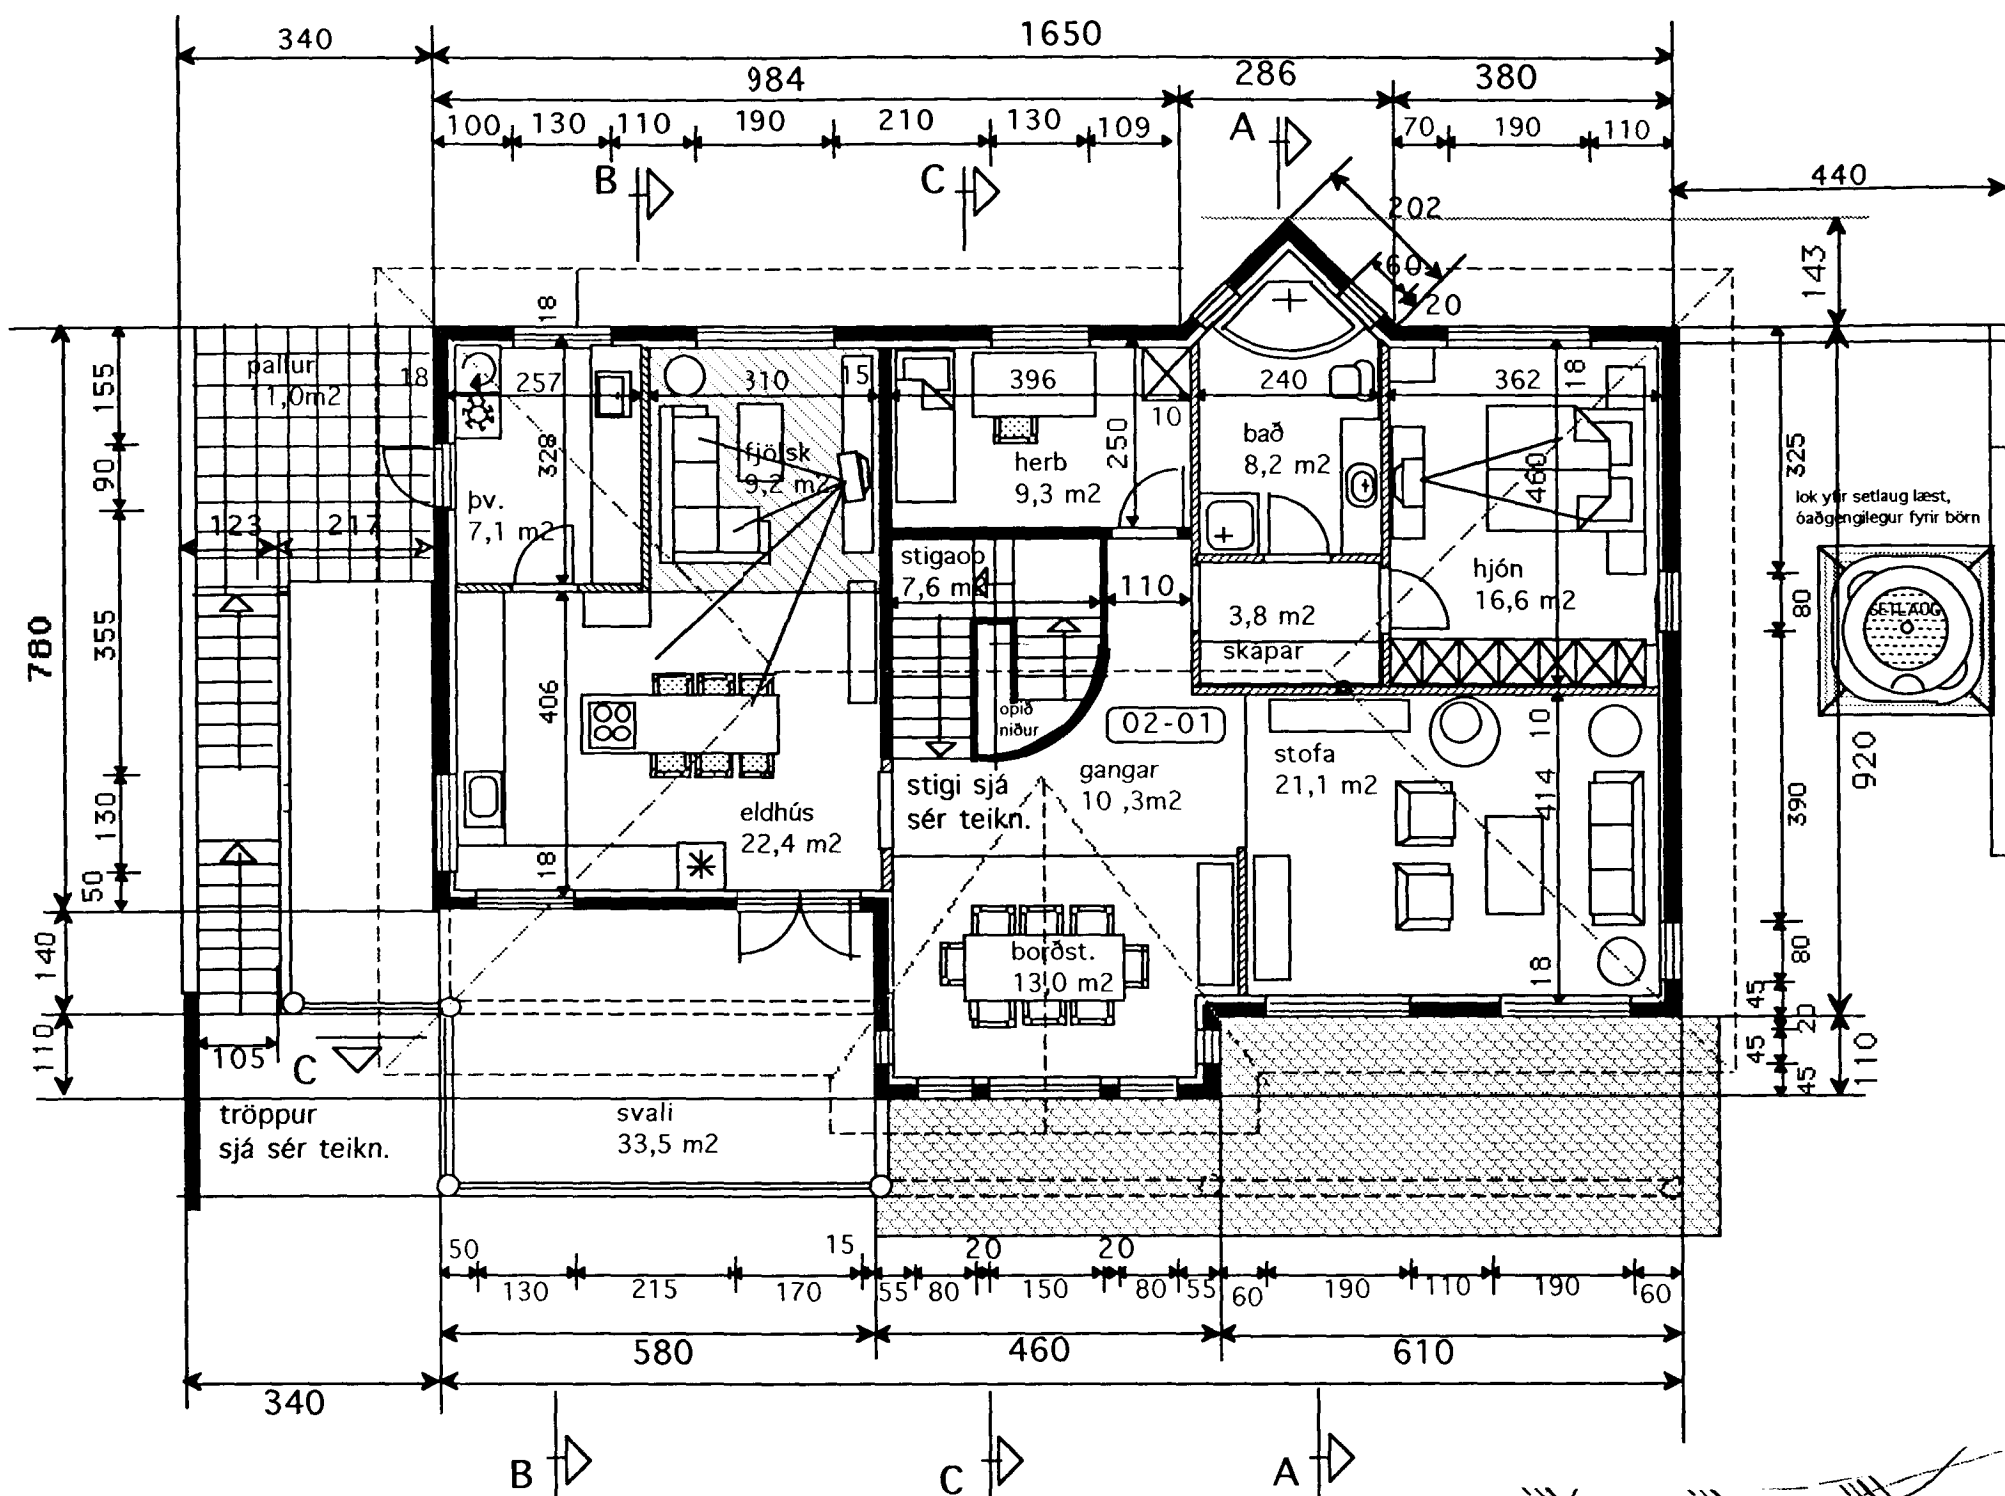 340
1650
984
286
380
100
130
110
190
210
130
109
A
70
190
110
B
C
440
202
143
60
20
18
pallur
11,0m2
18
257
310
15
396
240
362
18
155
10
328
fjölsk
9,2 m2
herb
9,3 m2
250
bað
8,2 m2
460
325
90
þv.
7,1 m2
lok yfir setlaug læst,
óaðgengilegur fyrir börn
123
217
stigaop
7,6 m2
110
hjón
16,6 m2
SETLAUG
3,8 m2
skápar
80
780
355
406
opið
niður
02-01
10
stofa
21,1 m2
414
gangar
10 ,3m2
stigi sjá
sér teikn.
920
390
130
eldhús
22,4 m2
18
50
140
borðst.
13,0 m2
18
80
45
20
110
105
C
45
45
110
tröppur
sjá sér teikn.
svali
33,5 m2
50
15
20
20
130
215
170
55
80
150
80
55
60
190
110
190
60
580
460
610
340
B
C
A